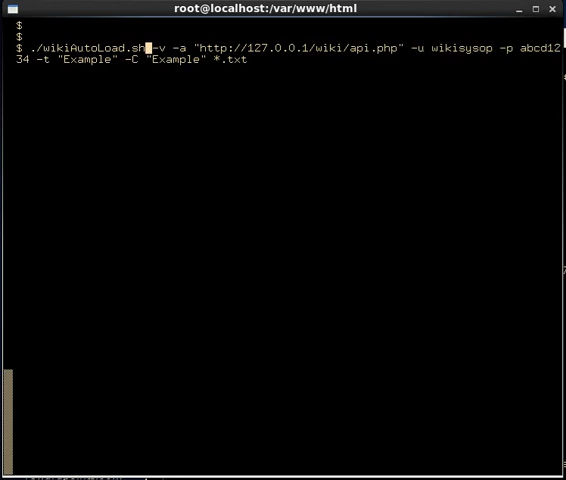 root@localhost:/var/www/html
$
$
$ ./wikiAutoLoad.sh -v -a "http://127.0.0.1/wiki/api.php" -u wikisysop -p abcd12
34 -t "Example" -C "Example" *.txt